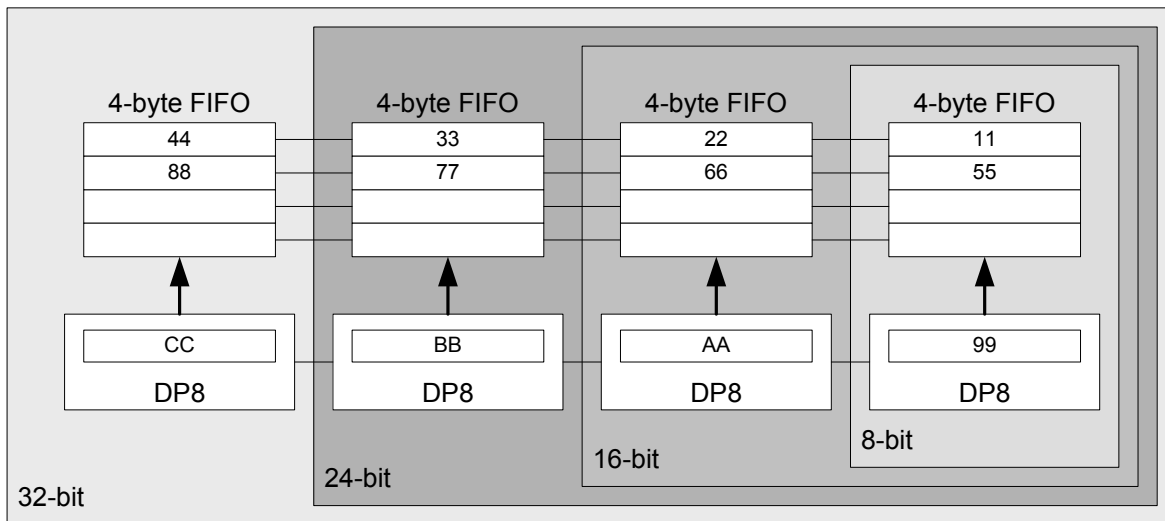 4-byte FIFO 4-byte FIFO 4-byte FIFO 4-byte FIFO
44 33 22 11
88 77 66 55
CC BB AA 99
DP8 DP8 DP8 DP8
8-bit
16-bit
24-bit
32-bit